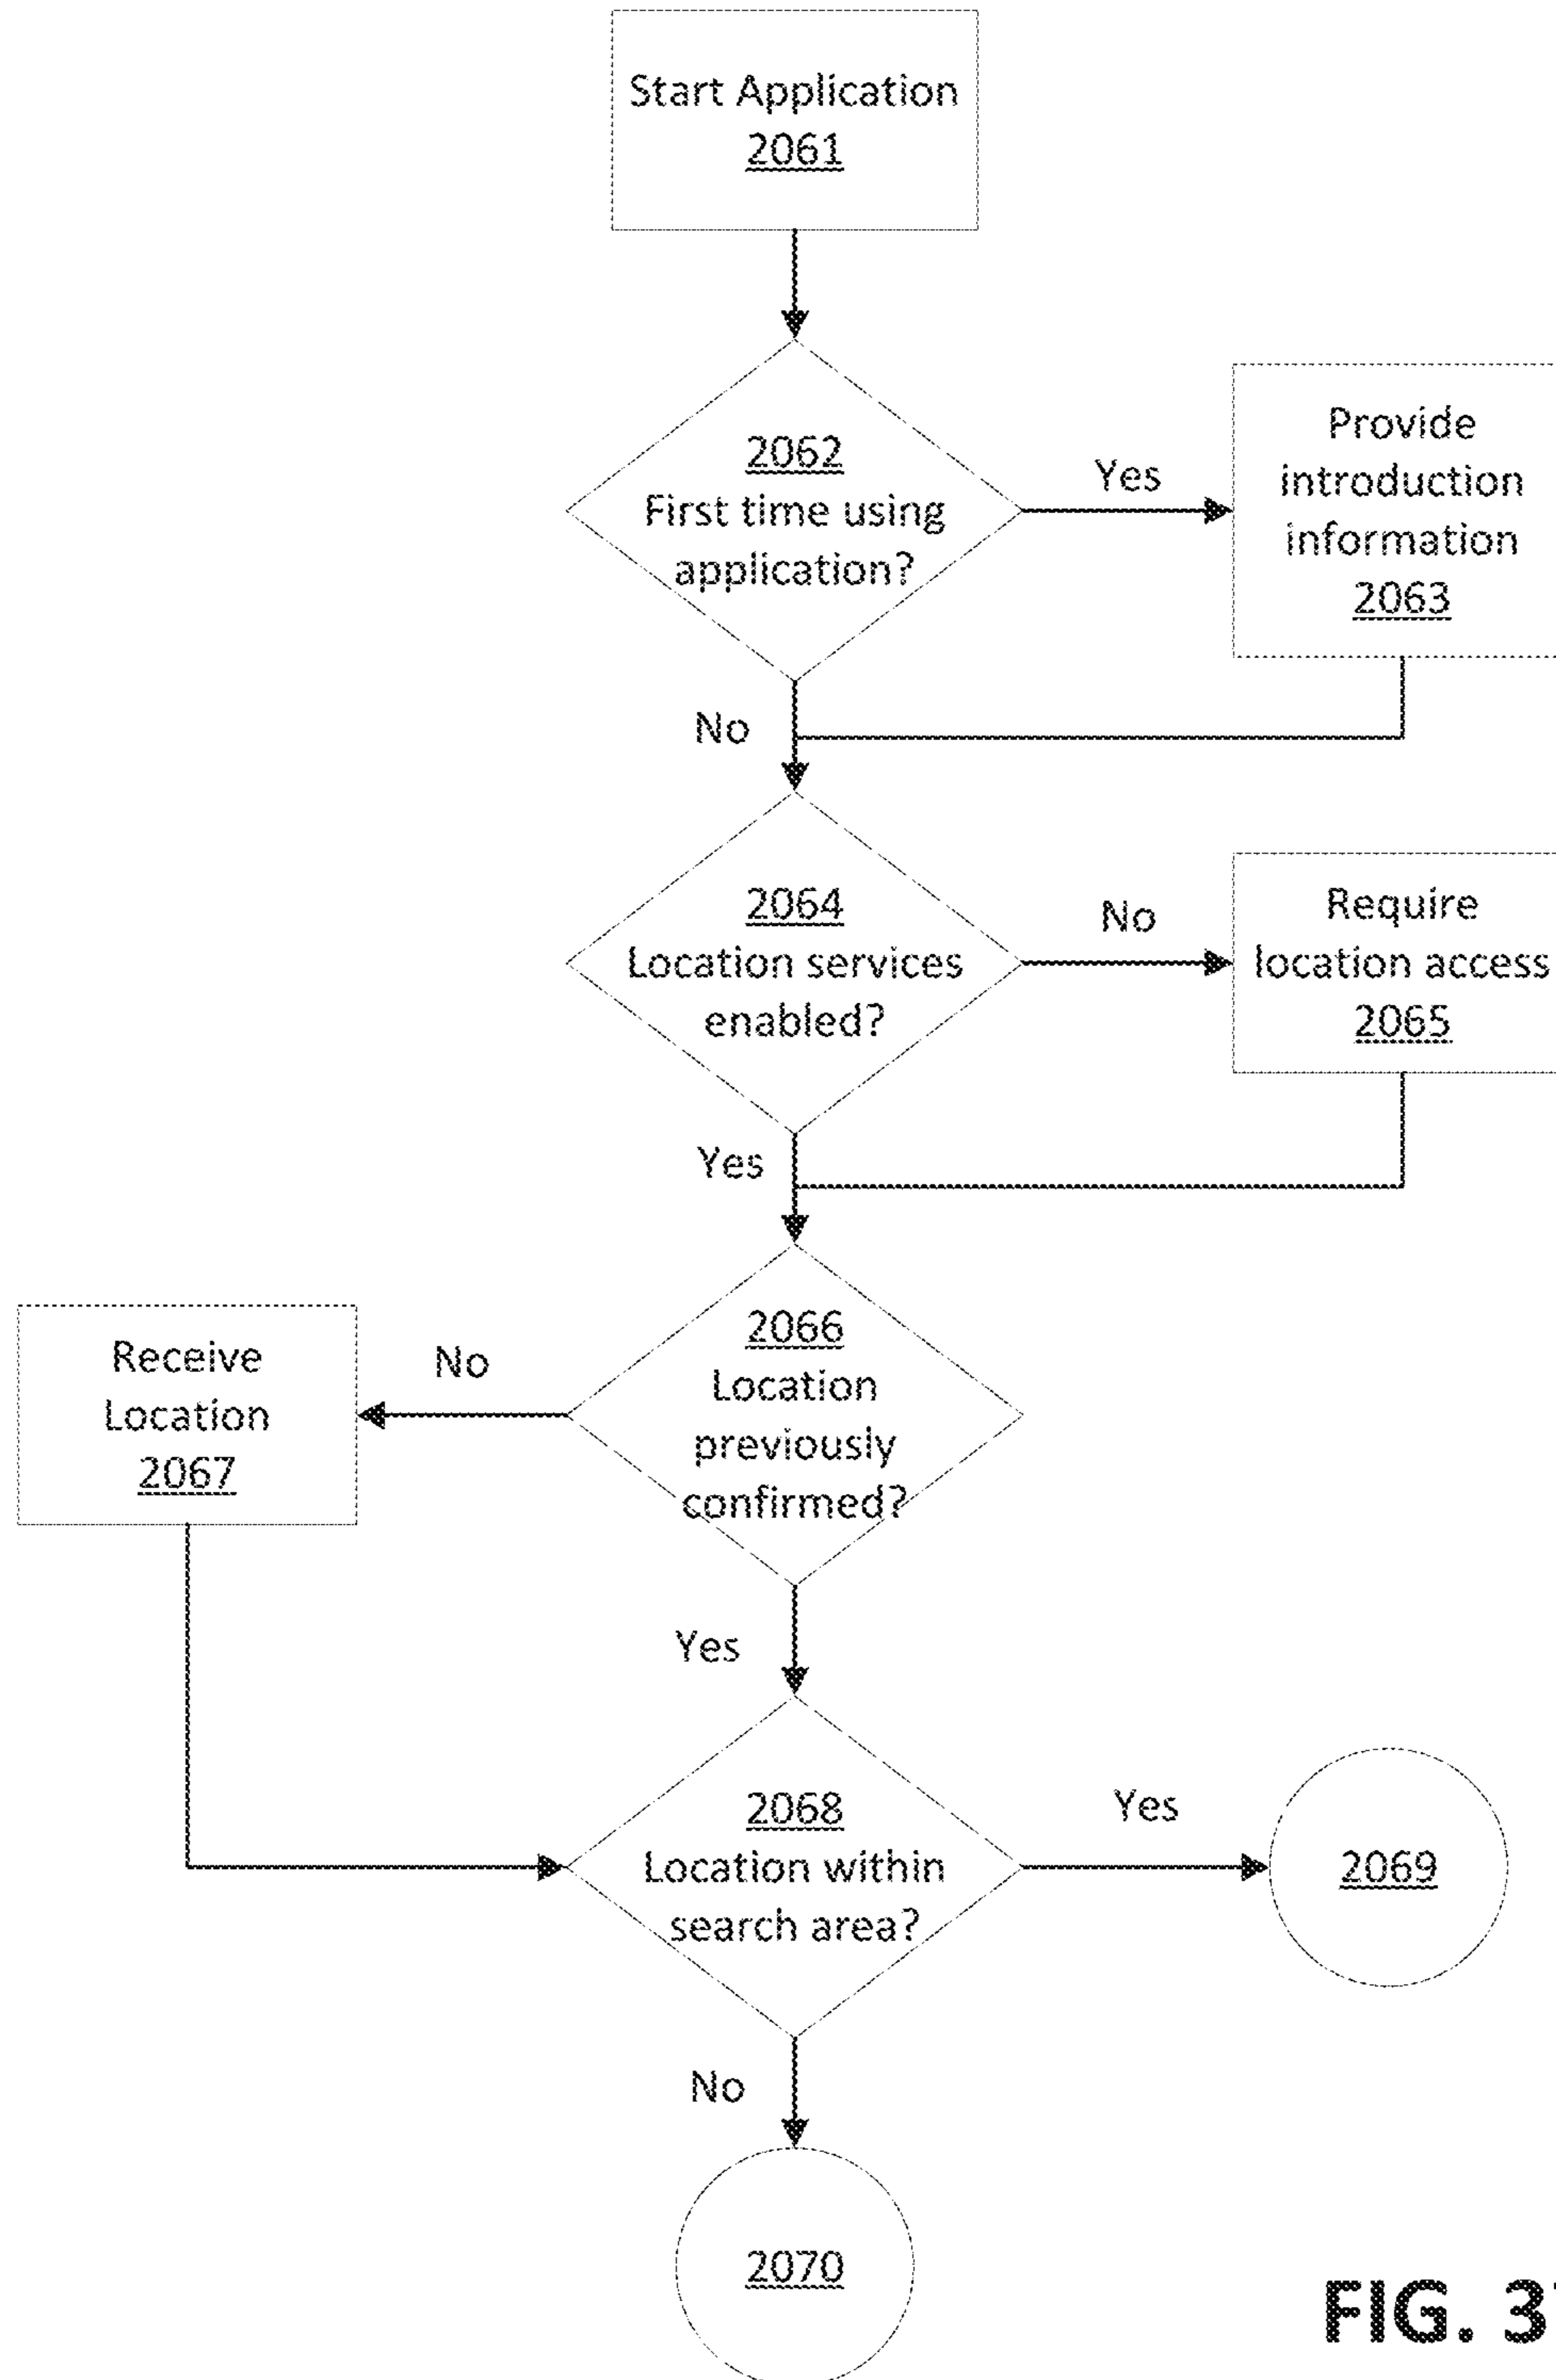 Start Application
2061
2062
First time using
application?
Yes
Provide
introduction
information
2063
No
2064
Location services
enabled?
No
Require
location access
2065
Yes
2066
Location
previously
confirmed?
No
Receive
Location
2067
Yes
2068
Location within
search area?
Yes
2069
No
2070
FIG. 3